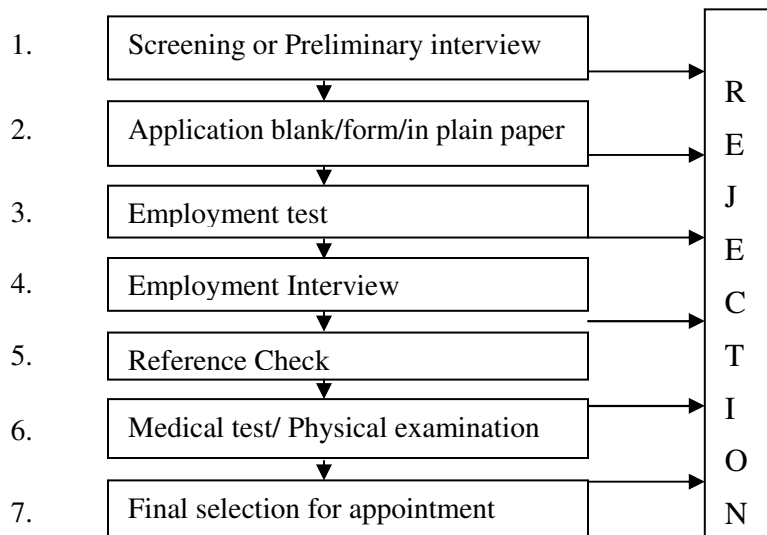 1. Screening or Preliminary interview
2. Application blank/form/in plain paper
3. Employment test
4. Employment Interview
5. Reference Check
6. Medical test/ Physical examination
7. Final selection for appointment
R
E
J
E
C
T
I
O
N